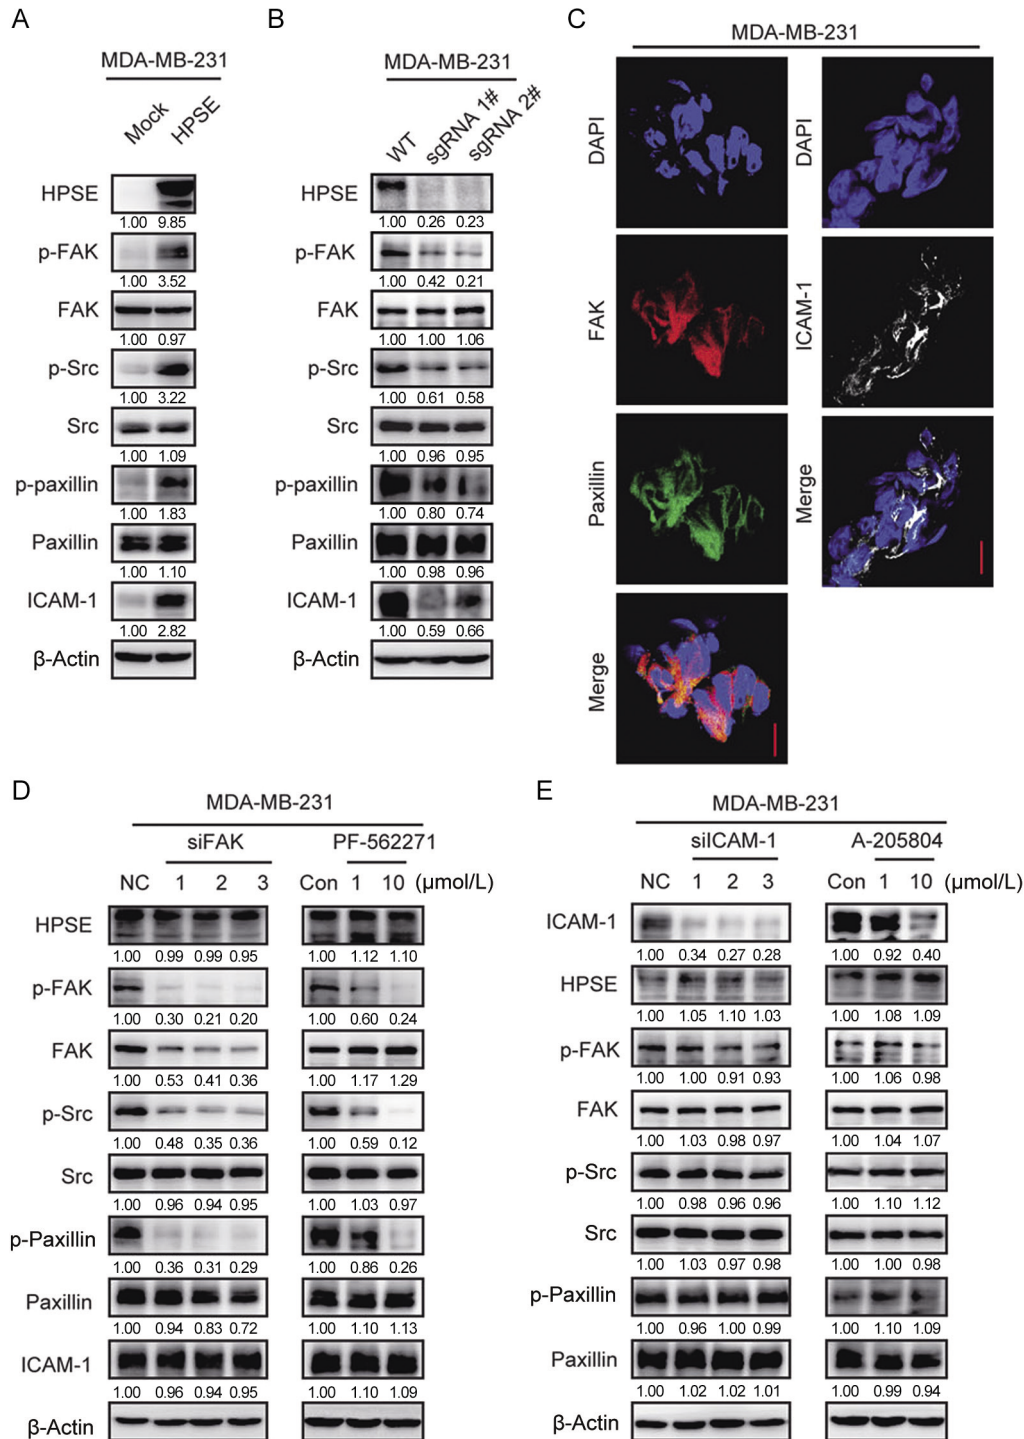 A
MDA-MB-231
Mock HPSE
HPSE
1.00 9.85
p-FAK
1.00 3.52
FAK
1.00 0.97
p-Src
1.00 3.22
Src
1.00 1.09
p-paxillin
1.00 1.83
Paxillin
1.00 1.10
ICAM-1
1.00 2.82
β-Actin
B
MDA-MB-231
WT sgRNA 1# sgRNA 2#
HPSE
1.00 0.26 0.23
p-FAK
1.00 0.42 0.21
FAK
1.00 1.00 1.06
p-Src
1.00 0.61 0.58
Src
1.00 0.96 0.95
p-paxillin
1.00 0.80 0.74
Paxillin
1.00 0.98 0.96
ICAM-1
1.00 0.59 0.66
β-Actin
C
MDA-MB-231
DAPI
FAK
Paxillin
Merge
DAPI
ICAM-1
Merge
D
MDA-MB-231
siFAK PF-562271
NC 1 2 3 Con 1 10 (μmol/L)
HPSE
1.00 0.99 0.99 0.95 1.00 1.12 1.10
p-FAK
1.00 0.30 0.21 0.20 1.00 0.60 0.24
FAK
1.00 0.53 0.41 0.36 1.00 1.17 1.29
p-Src
1.00 0.48 0.35 0.36 1.00 0.59 0.12
Src
1.00 0.96 0.94 0.95 1.00 1.03 0.97
p-Paxillin
1.00 0.36 0.31 0.29 1.00 0.86 0.26
Paxillin
1.00 0.94 0.83 0.72 1.00 1.10 1.13
ICAM-1
1.00 0.96 0.94 0.95 1.00 1.10 1.09
β-Actin
E
MDA-MB-231
siICAM-1 A-205804
NC 1 2 3 Con 1 10 (μmol/L)
ICAM-1
1.00 0.34 0.27 0.28 1.00 0.92 0.40
HPSE
1.00 1.05 1.10 1.03 1.00 1.08 1.09
p-FAK
1.00 1.00 0.91 0.93 1.00 1.06 0.98
FAK
1.00 1.03 0.98 0.97 1.00 1.04 1.07
p-Src
1.00 0.98 0.96 0.96 1.00 1.10 1.12
Src
1.00 1.03 0.97 0.98 1.00 1.00 0.98
p-Paxillin
1.00 0.96 1.00 0.99 1.00 1.10 1.09
Paxillin
1.00 1.02 1.02 1.01 1.00 0.99 0.94
β-Actin